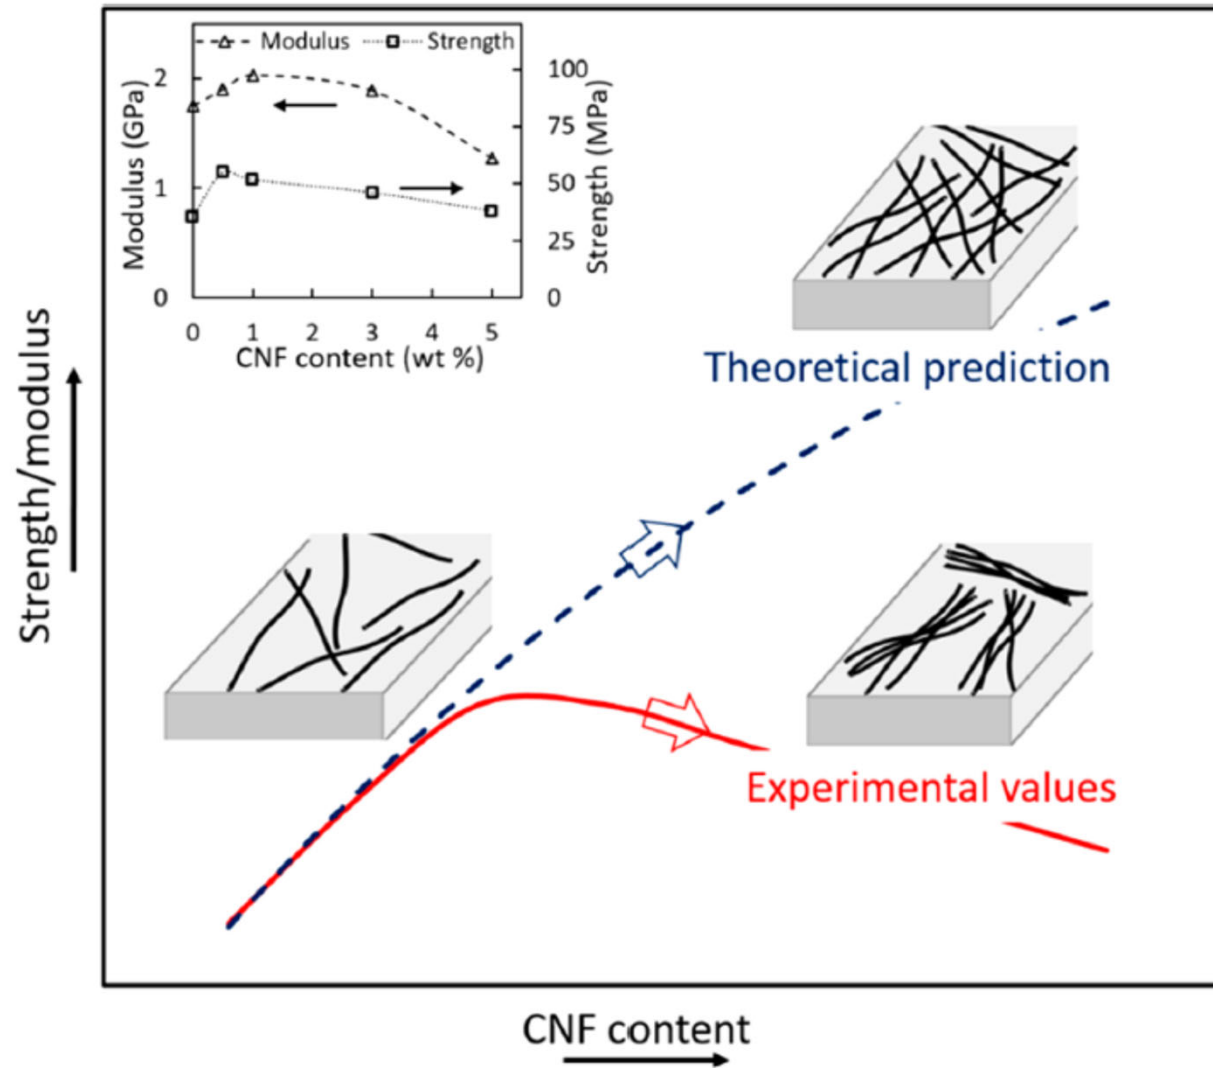 Modulus Strength
Modulus (GPa)
2
1
0
100
75
50
25
0
Strength (MPa)
0 1 2 3 4 5
CNF content (wt %)
Theoretical prediction
Strength/modulus
Experimental values
CNF content